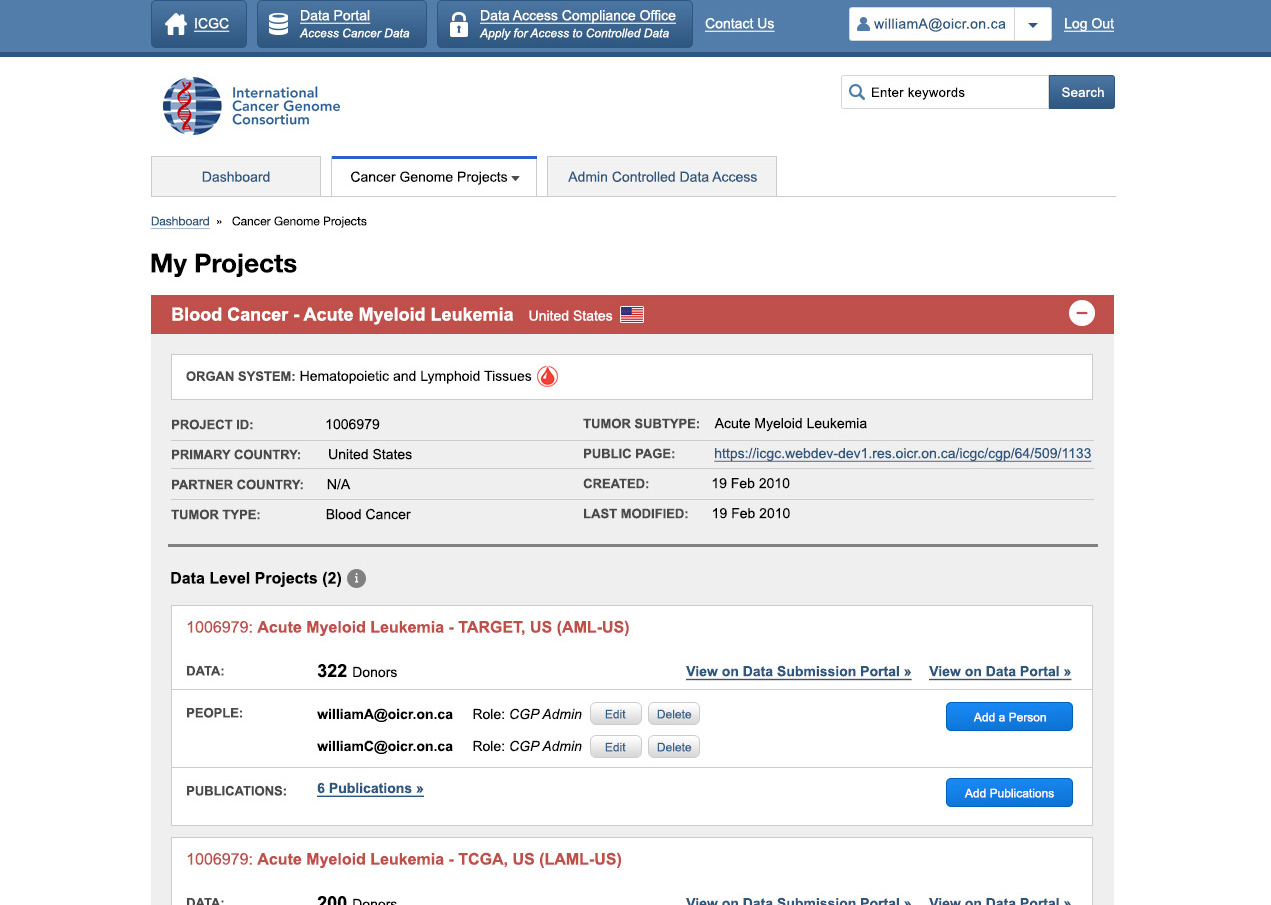 ICGC
Data Portal
Access Cancer Data
Data Access Compliance Office
Apply for Access to Controlled Data
Contact Us
williamA@oicr.on.ca
Log Out
International
Cancer Genome
Consortium
Enter keywords
Search
Dashboard
Cancer Genome Projects
Admin Controlled Data Access
Dashboard » Cancer Genome Projects
My Projects
Blood Cancer - Acute Myeloid Leukemia United States
ORGAN SYSTEM: Hematopoietic and Lymphoid Tissues
PROJECT ID: 1006979
TUMOR SUBTYPE: Acute Myeloid Leukemia
PRIMARY COUNTRY: United States
PUBLIC PAGE: https://icgc.webdev-dev1.res.oicr.on.ca/icgc/cgp/64/509/1133
PARTNER COUNTRY: N/A
CREATED: 19 Feb 2010
TUMOR TYPE: Blood Cancer
LAST MODIFIED: 19 Feb 2010
Data Level Projects (2) i
1006979: Acute Myeloid Leukemia - TARGET, US (AML-US)
DATA: 322 Donors View on Data Submission Portal » View on Data Portal »
PEOPLE: williamA@oicr.on.ca Role: CGP Admin Edit Delete Add a Person
williamC@oicr.on.ca Role: CGP Admin Edit Delete
PUBLICATIONS: 6 Publications » Add Publications
1006979: Acute Myeloid Leukemia - TCGA, US (LAML-US)
DATA: 200 Donors View on Data Submission Portal » View on Data Portal »